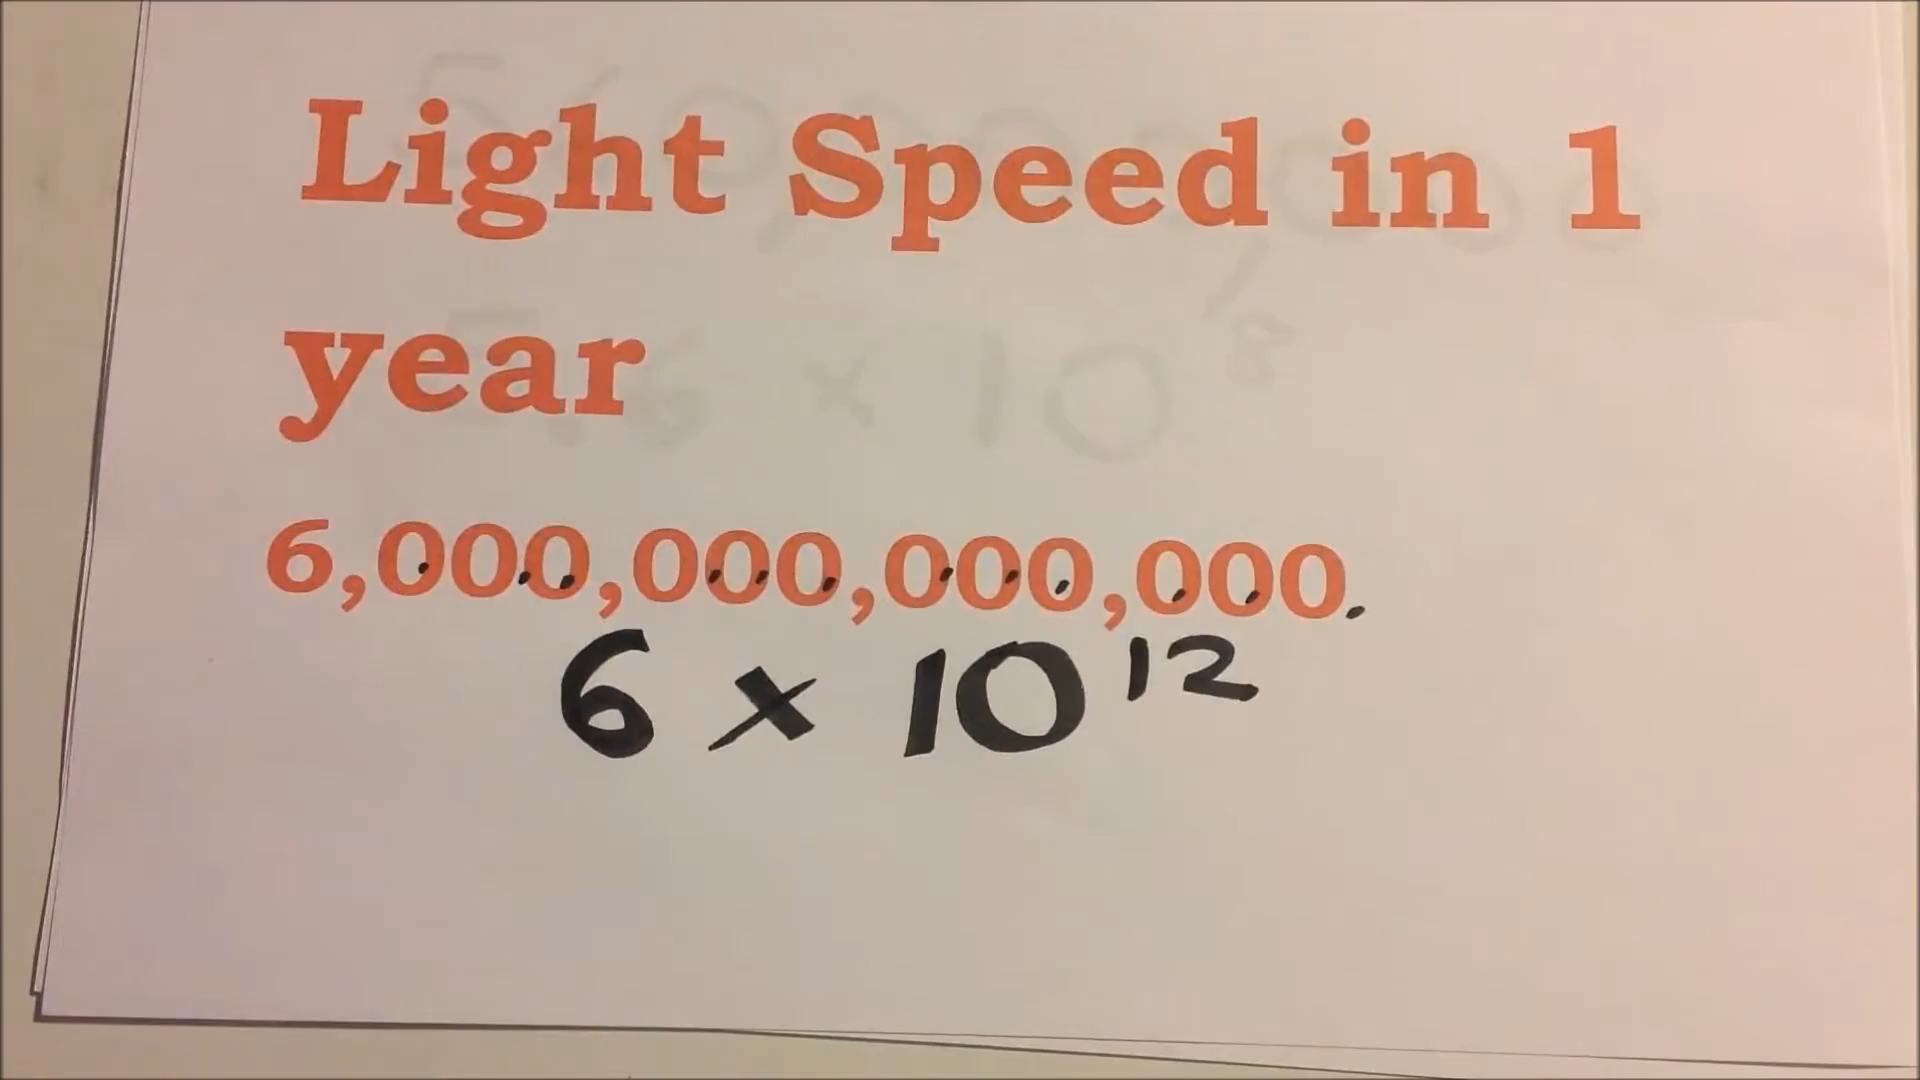 Light Speed in 1
year
6,000,000,000,000.
6 x 10¹²